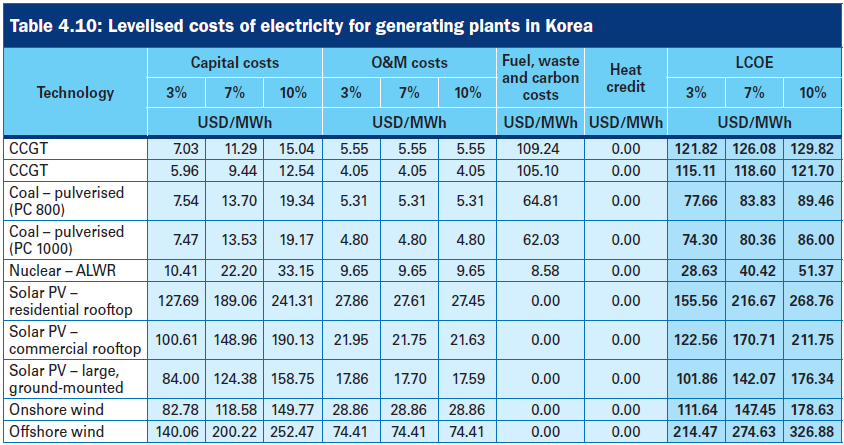 Table 4.10: Levelised costs of electricity for generating plants in Korea
Technology Capital costs O&M costs Fuel, waste and carbon costs Heat credit LCOE
3% 7% 10% 3% 7% 10% 3% 7% 10%
USD/MWh USD/MWh USD/MWh USD/MWh USD/MWh
CCGT 7.03 11.29 15.04 5.55 5.55 5.55 109.24 0.00 121.82 126.08 129.82
CCGT 5.96 9.44 12.54 4.05 4.05 4.05 105.10 0.00 115.11 118.60 121.70
Coal – pulverised
(PC 800) 7.54 13.70 19.34 5.31 5.31 5.31 64.81 0.00 77.66 83.83 89.46
Coal – pulverised
(PC 1000) 7.47 13.53 19.17 4.80 4.80 4.80 62.03 0.00 74.30 80.36 86.00
Nuclear – ALWR 10.41 22.20 33.15 9.65 9.65 9.65 8.58 0.00 28.63 40.42 51.37
Solar PV –
residential rooftop 127.69 189.06 241.31 27.86 27.61 27.45 0.00 0.00 155.56 216.67 268.76
Solar PV –
commercial rooftop 100.61 148.96 190.13 21.95 21.75 21.63 0.00 0.00 122.56 170.71 211.75
Solar PV – large,
ground-mounted 84.00 124.38 158.75 17.86 17.70 17.59 0.00 0.00 101.86 142.07 176.34
Onshore wind 82.78 118.58 149.77 28.86 28.86 28.86 0.00 0.00 111.64 147.45 178.63
Offshore wind 140.06 200.22 252.47 74.41 74.41 74.41 0.00 0.00 214.47 274.63 326.88